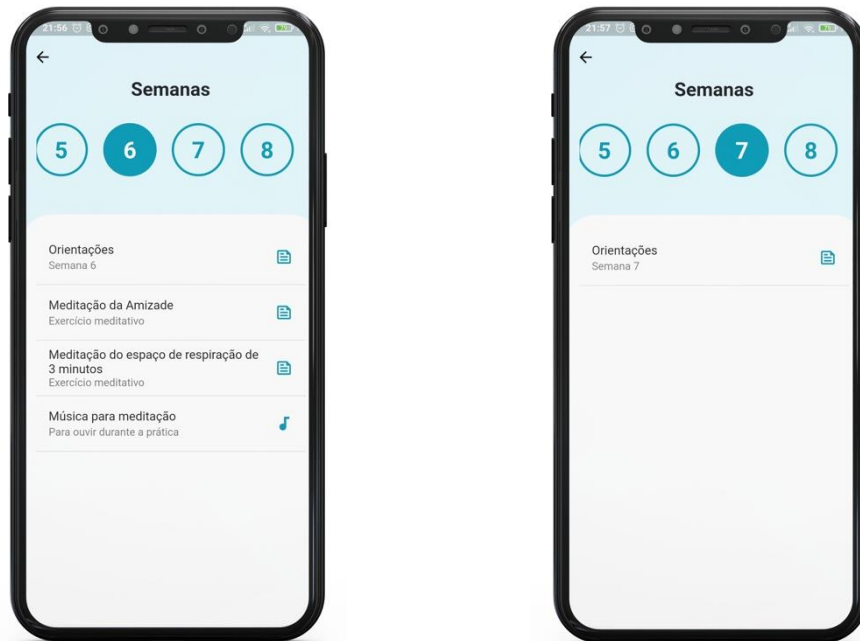 21:56
Semanas
5 6 7 8
Orientações
Semana 6
Meditação da Amizade
Exercício meditativo
Meditação do espaço de respiração de
3 minutos
Exercício meditativo
Música para meditação
Para ouvir durante a prática
21:57
Semanas
5 6 7 8
Orientações
Semana 7